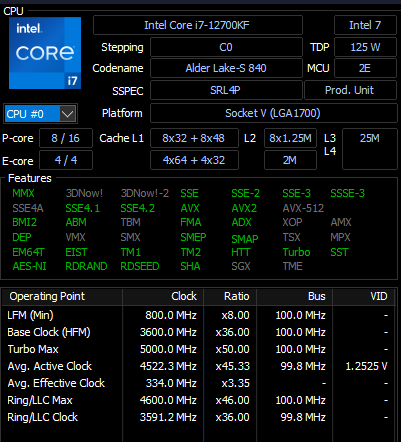 CPU
intel.
CORE
i7
Intel Core i7-12700KF Intel 7
Stepping C0 TDP 125 W
Codename Alder Lake-S 840 MCU 2E
SSPEC SRL4P Prod. Unit
CPU #0 Platform Socket V (LGA1700)
P-core 8 / 16 Cache L1 8x32 + 8x48 L2 8x1.25M L3 25M
L4
E-core 4 / 4 4x64 + 4x32 2M
Features
MMX 3DNow! 3DNow!-2 SSE SSE-2 SSE-3 SSSE-3
SSE4A SSE4.1 SSE4.2 AVX AVX2 AVX-512
BMI2 ABM TBM FMA ADX XOP AMX
DEP VMX SMX SMEP SMAP TSX MPX
EM64T EIST TM1 TM2 HTT Turbo SST
AES-NI RDRAND RDSEED SHA SGX TME
Operating Point Clock Ratio Bus VID
LFM (Min) 800.0 MHz x8.00 100.0 MHz -
Base Clock (HFM) 3600.0 MHz x36.00 100.0 MHz -
Turbo Max 5000.0 MHz x50.00 100.0 MHz -
Avg. Active Clock 4522.3 MHz x45.33 99.8 MHz 1.2525 V
Avg. Effective Clock 334.0 MHz x3.35 - -
Ring/LLC Max 4600.0 MHz x46.00 100.0 MHz -
Ring/LLC Clock 3591.2 MHz x36.00 99.8 MHz -